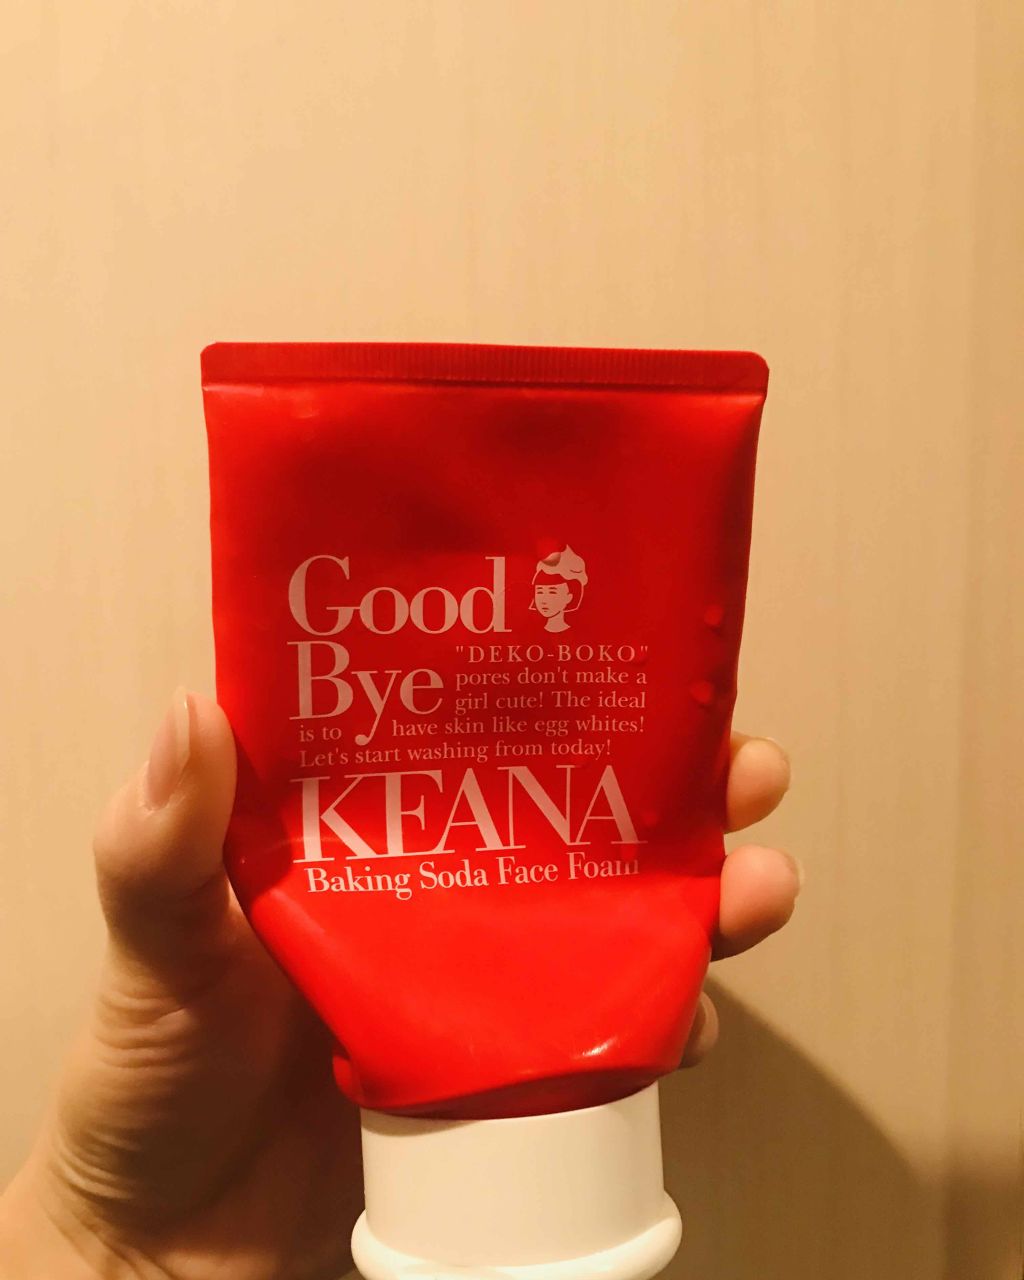 Good
Bye
"DEKO-BOKO"
pores don't make a
girl cute! The ideal
is to have skin like egg whites!
Let's start washing from today!
KEANA
Baking Soda Face Foam